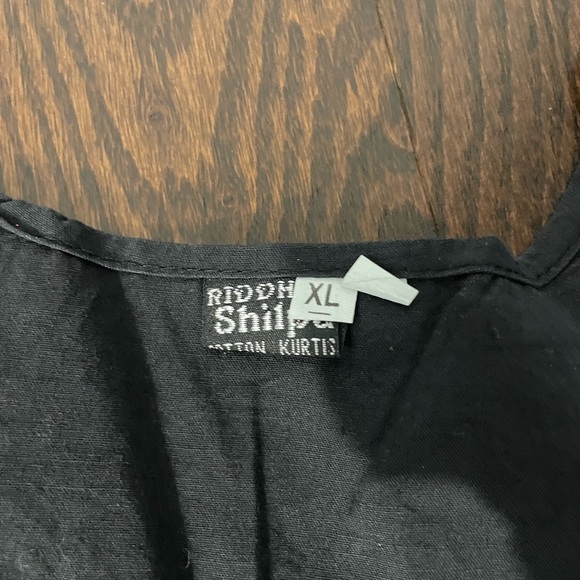 RIDDH
XL
Shilpa
COTTON KURTIS